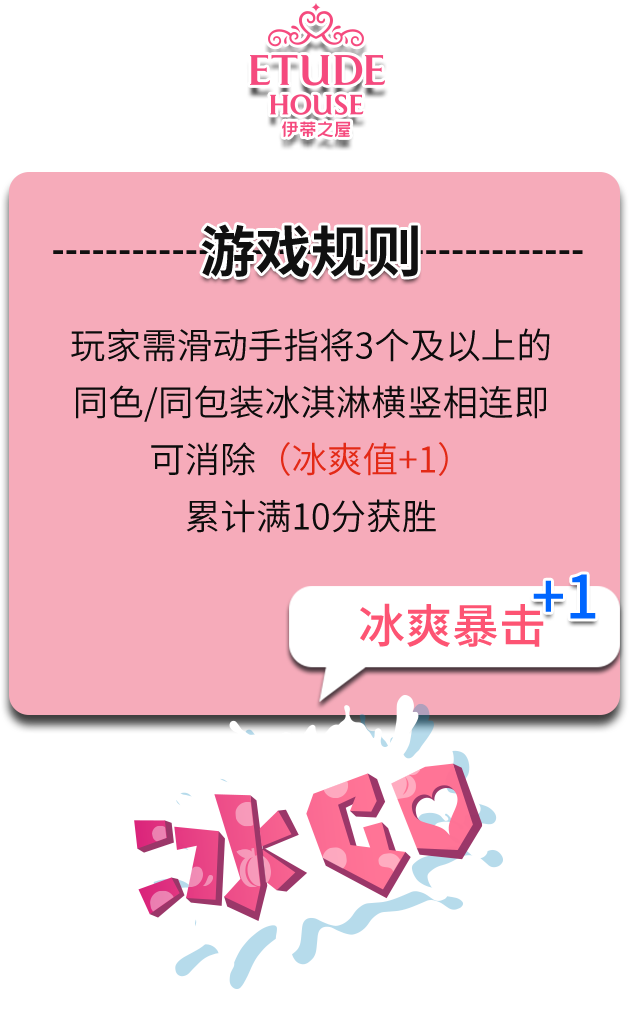 ETUDE
HOUSE
伊蒂之屋
游戏规则
玩家需滑动手指将3个及以上的
同色/同包装冰淇淋横竖相连即
可消除（冰爽值+1）
累计满10分获胜
冰爽暴击+1
冰GO